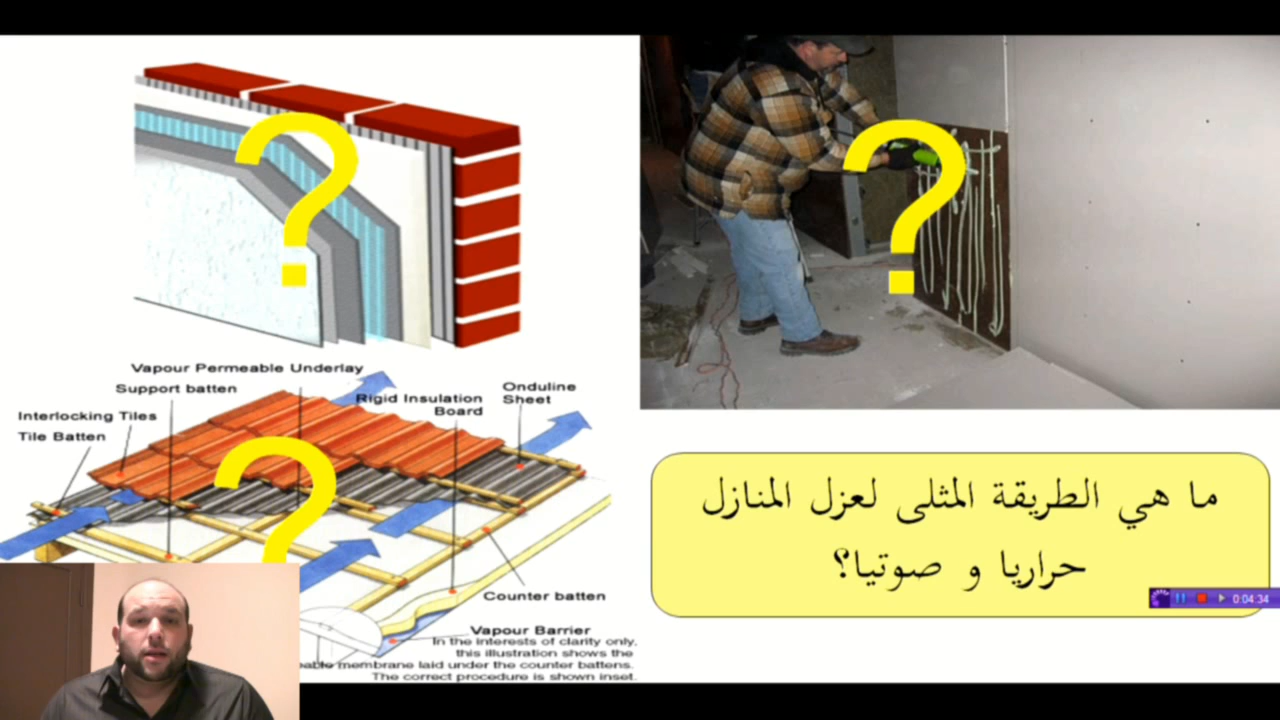 Vapour Permeable Underlay
Support batten
Interlocking Tiles
Tile Batten
Rigid Insulation
Board
Onduline
Sheet
Counter batten
Vapour Barrier
In the interests of clarity only,
this illustration shows the
membrane laid under the counter battens.
The correct procedure is shown inset.
ما هي الطريقة المثلى لعزل المنازل
حراريا و صوتيا؟
0:04:34